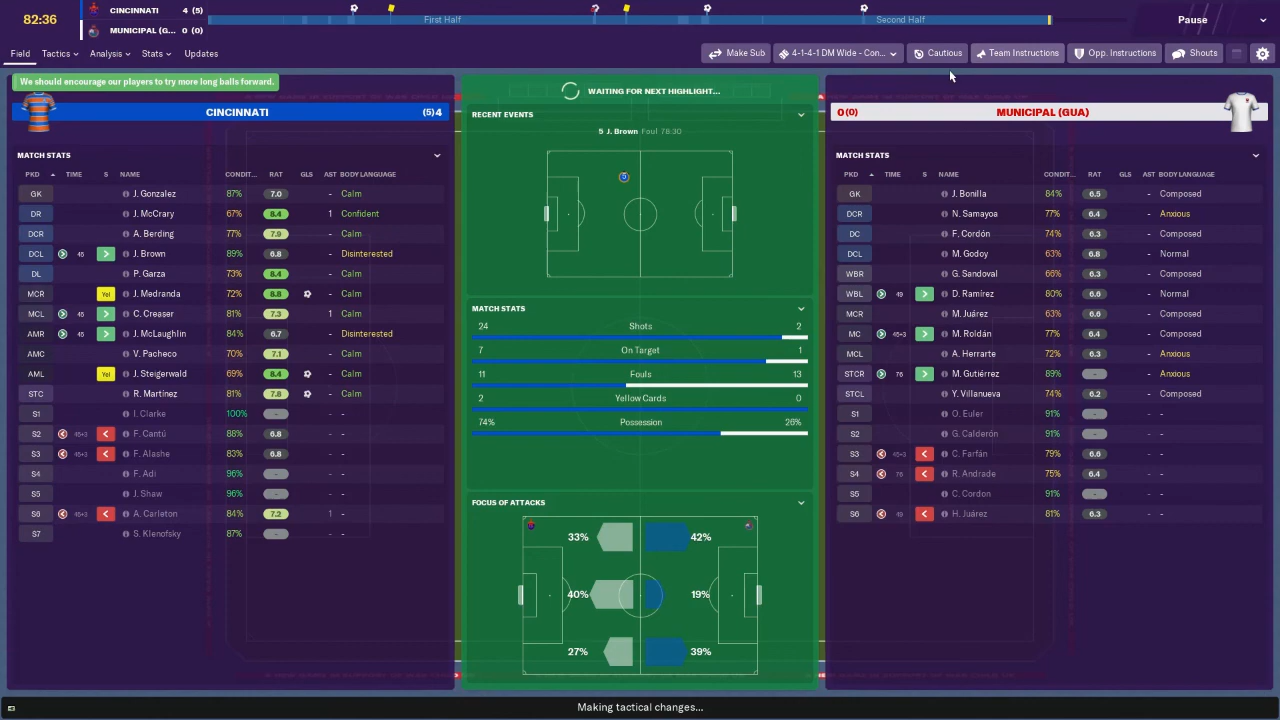 82:36
CINCINNATI 4 (5)
MUNICIPAL (G... 0 (0)
First Half
Second Half
Pause
Field Tactics Analysis Stats Updates
Make Sub
4-1-4-1 DM Wide - Con...
Cautious
Team Instructions
Opp. Instructions
Shouts
We should encourage our players to try more long balls forward.
CINCINNATI (5)4
MATCH STATS
PKD TIME S NAME CONDIT... RAT GLS AST BODY LANGUAGE
GK J. Gonzalez 87% 7.0 - Calm
DR J. McCrary 67% 8.4 1 Confident
DCR A. Berding 77% 7.9 - Calm
DCL 45 J. Brown 89% 6.8 - Disinterested
DL P. Garza 73% 8.4 - Calm
MCR Yel J. Medranda 72% 8.8 - Calm
MCL 45 C. Creaser 81% 7.3 1 Calm
AMR 45 J. McLaughlin 84% 6.7 - Disinterested
AMC V. Pacheco 70% 7.1 - Calm
AML Yel J. Steigerwald 69% 8.4 - Calm
STC R. Martinez 81% 7.8 - Calm
S1 I. Clarke 100% - - -
S2 45+3 F. Cantú 88% 6.8 - -
S3 45+3 F. Alashe 83% 6.8 - -
S4 F. Adi 96% - - -
S5 J. Shaw 96% - - -
S6 45+3 A. Carleton 84% 7.2 1 -
S7 S. Klenofsky 87% - - -
WAITING FOR NEXT HIGHLIGHT...
RECENT EVENTS
5 J. Brown Foul 78:30
MATCH STATS
24 Shots 2
7 On Target 1
11 Fouls 13
2 Yellow Cards 0
74% Possession 26%
FOCUS OF ATTACKS
33% 42%
40% 19%
27% 39%
0(0) MUNICIPAL (GUA)
MATCH STATS
PKD TIME S NAME CONDIT... RAT GLS AST BODY LANGUAGE
GK J. Bonilla 84% 6.5 - Composed
DCR N. Samayoa 77% 6.4 - Anxious
DC F. Cordón 74% 6.3 - Composed
DCL M. Godoy 63% 6.8 - Normal
WBR G. Sandoval 66% 6.3 - Composed
WBL 49 D. Ramírez 80% 6.6 - Normal
MCR M. Juárez 63% 6.6 - Composed
MC 45+3 M. Roldán 77% 6.4 - Composed
MCL A. Herrarte 72% 6.3 - Anxious
STCR 76 M. Gutiérrez 89% - - Anxious
STCL Y. Villanueva 74% 6.2 - Composed
S1 O. Euler 91% - - -
S2 G. Calderón 91% - - -
S3 45+3 C. Farfán 93% 6.6 - -
S4 76 R. Andrade 75% 6.4 - -
S5 C. Cordon 91% - - -
S6 49 H. Juárez 81% 6.3 - -
Making tactical changes...